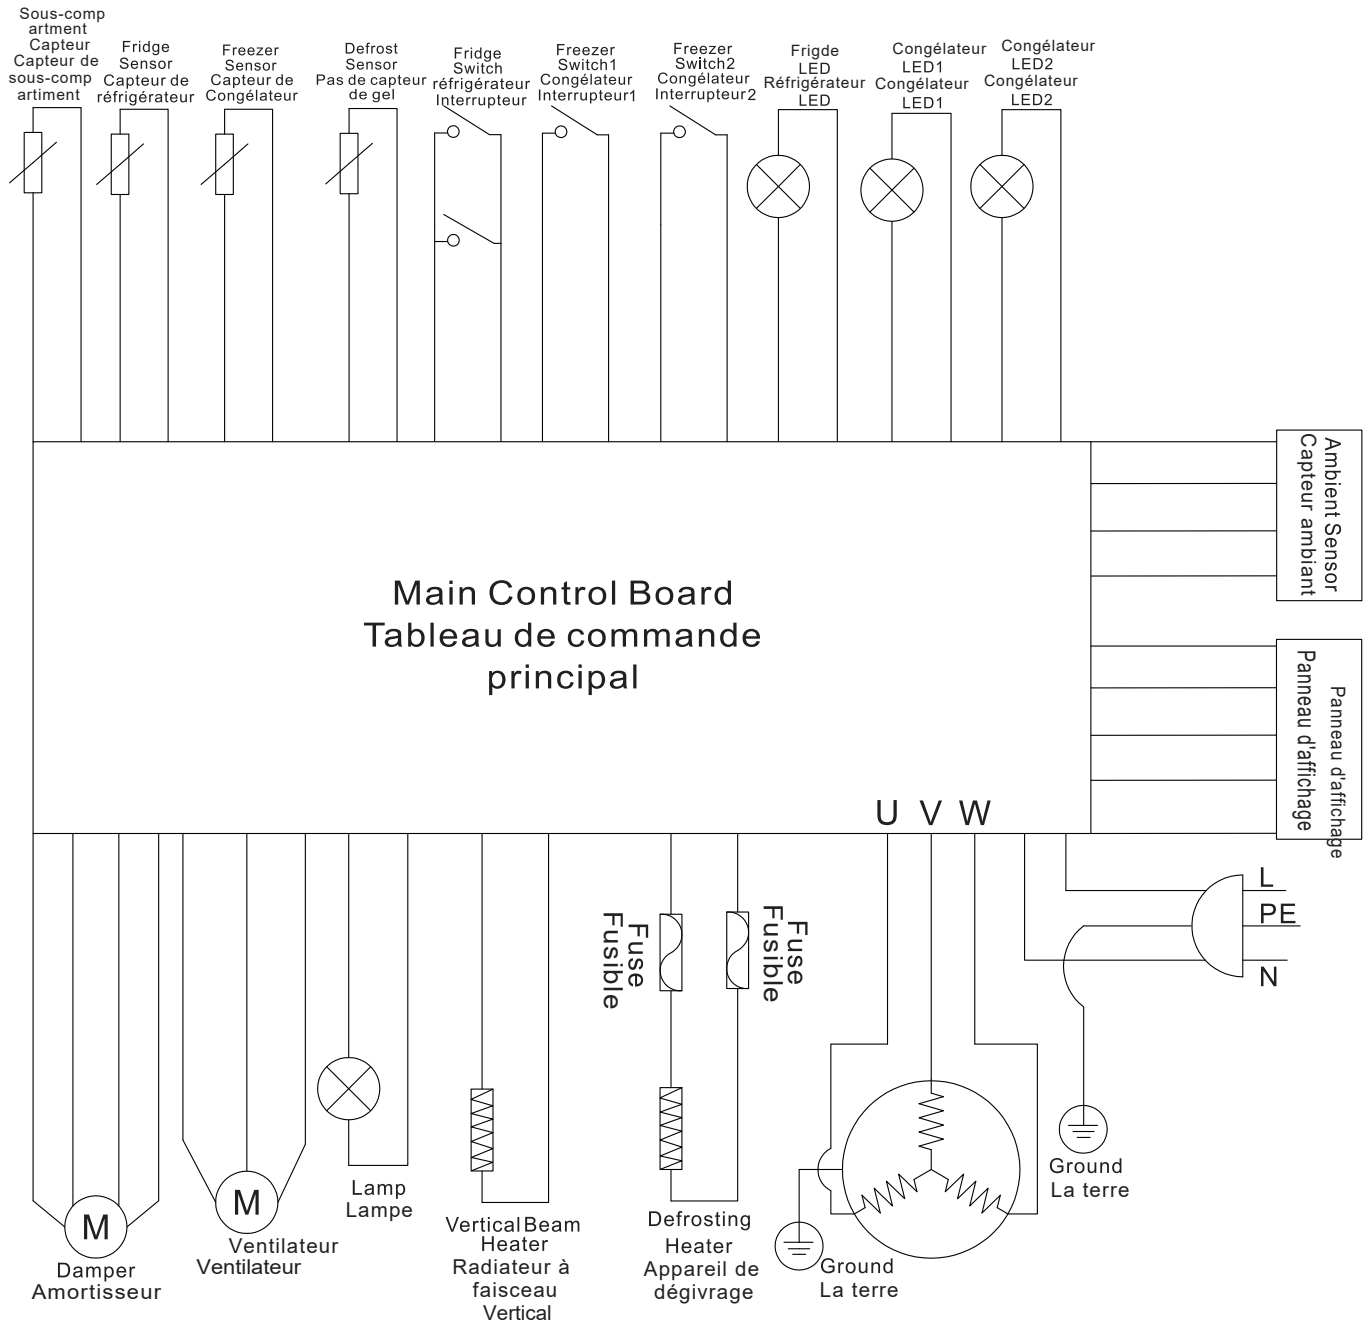 Sous-comp
artment
Capteur
Capteur de
sous-comp
artiment
Fridge
Sensor
Capteur de
réfrigérateur
Freezer
Sensor
Capteur de
Congélateur
Defrost
Sensor
Pas de capteur
de gel
Fridge
Switch
réfrigérateur
Interrupteur
Freezer
Switch1
Congélateur
Interrupteur1
Freezer
Switch2
Congélateur
Interrupteur2
Frigde
LED
Réfrigérateur
LED
Congélateur
LED1
Congélateur
LED1
Congélateur
LED2
Congélateur
LED2
Ambient Sensor
Capteur ambiant
Main Control Board
Tableau de commande
principal
Panneau d'affichage
Panneau d'affichage
U V W
L
PE
N
Fuse
Fusible
Fuse
Fusible
M
Damper
Amortisseur
M
Ventilateur
Ventilateur
Lamp
Lampe
Vertical Beam
Heater
Radiateur à
faisceau
Vertical
Defrosting
Heater
Appareil de
dégivrage
Ground
La terre
Ground
La terre